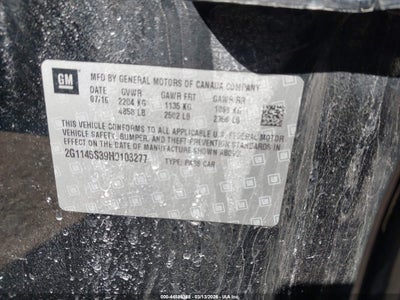 GM
MFD BY GENERAL MOTORS OF CANADA COMPANY
DATE GVWR GAWR FRT GAWR RR
07/16 2204 KG 1135 KG
4858 LB 2502 LB
THIS VEHICLE CONFORMS TO ALL APPLICABLE U.S. FEDERAL MOTOR
VEHICLE SAFETY, BUMPER, AND THEFT PREVENTION STANDARDS IN
EFFECT ON THE DATE OF MANUFACTURE SHOWN ABOVE.
2G1145S39H9103277
TYPE: PASS CAR